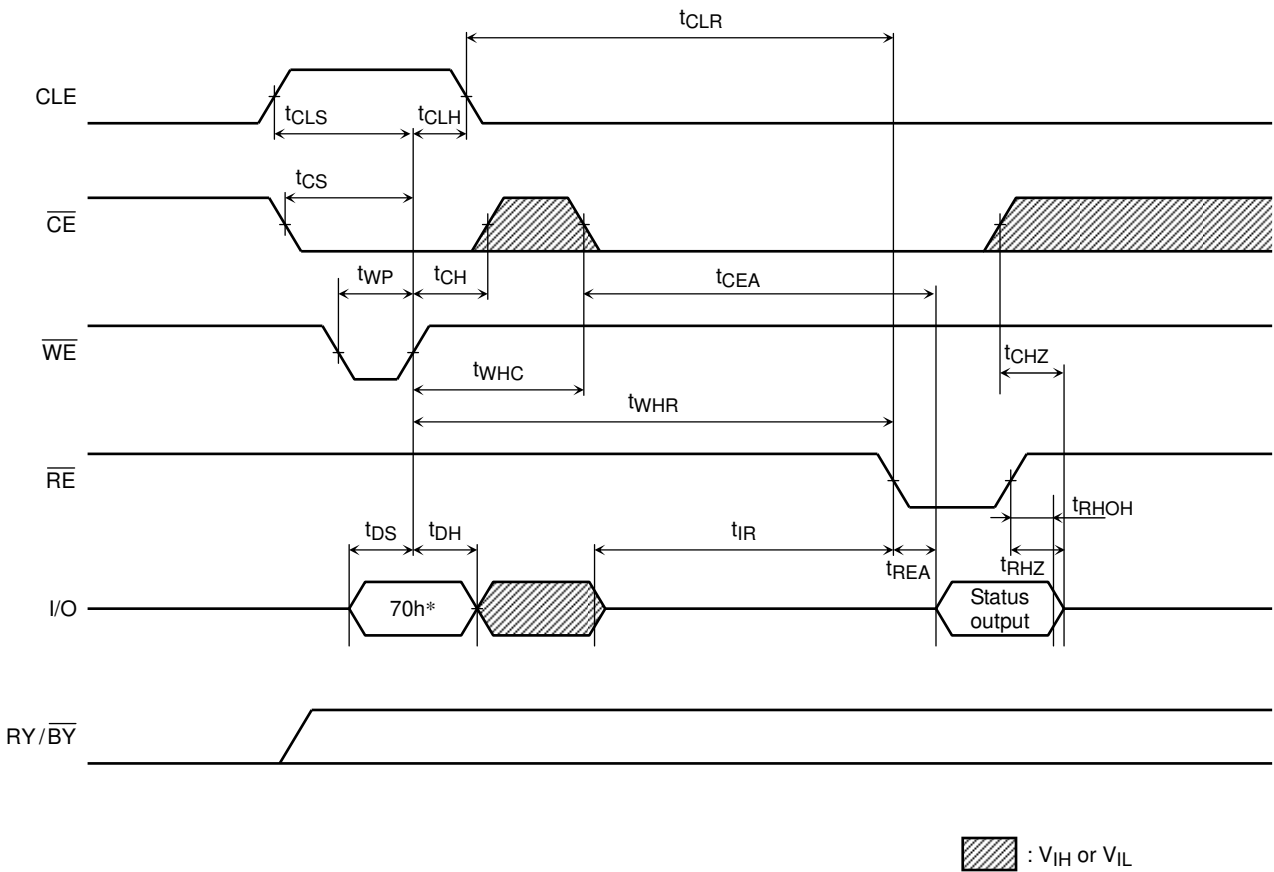 tCLR
CLE
tCLS
tCLH
tCS
CE
tWP
tCH
tCEA
WE
tCHZ
tWHC
tWHR
RE
tRHOH
tDS
tDH
tIR
tREA
tRHZ
I/O
70h*
Status
output
RY/BY
: VIH or VIL